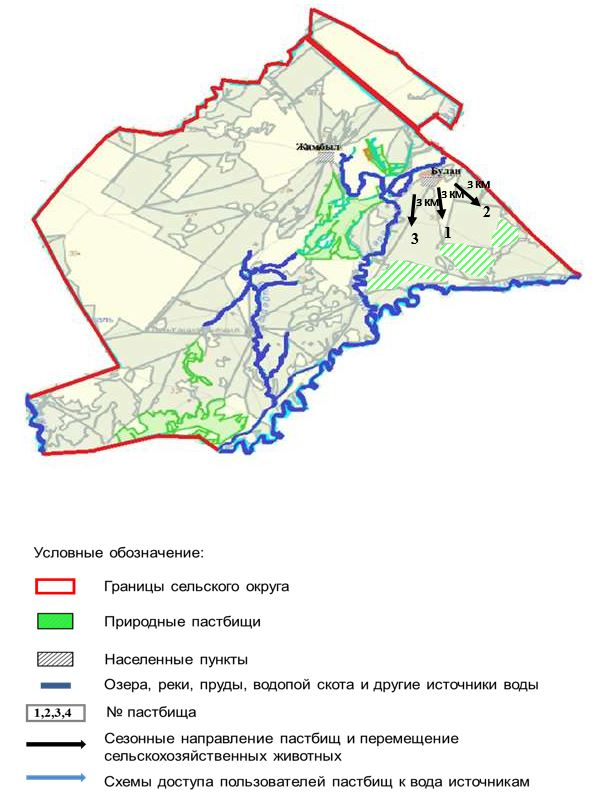 Жамбыл
Булак
3 км
3 км
3 км
2
1
3
Условные обозначение:
Границы сельского округа
Природные пастбищи
Населенные пункты
Озера, реки, пруды, водопой скота и другие источники воды
1,2,3,4
№ пастбища
Сезонные направление пастбищ и перемещение
сельскохозяйственных животных
Схемы доступа пользователей пастбищ к вода источникам